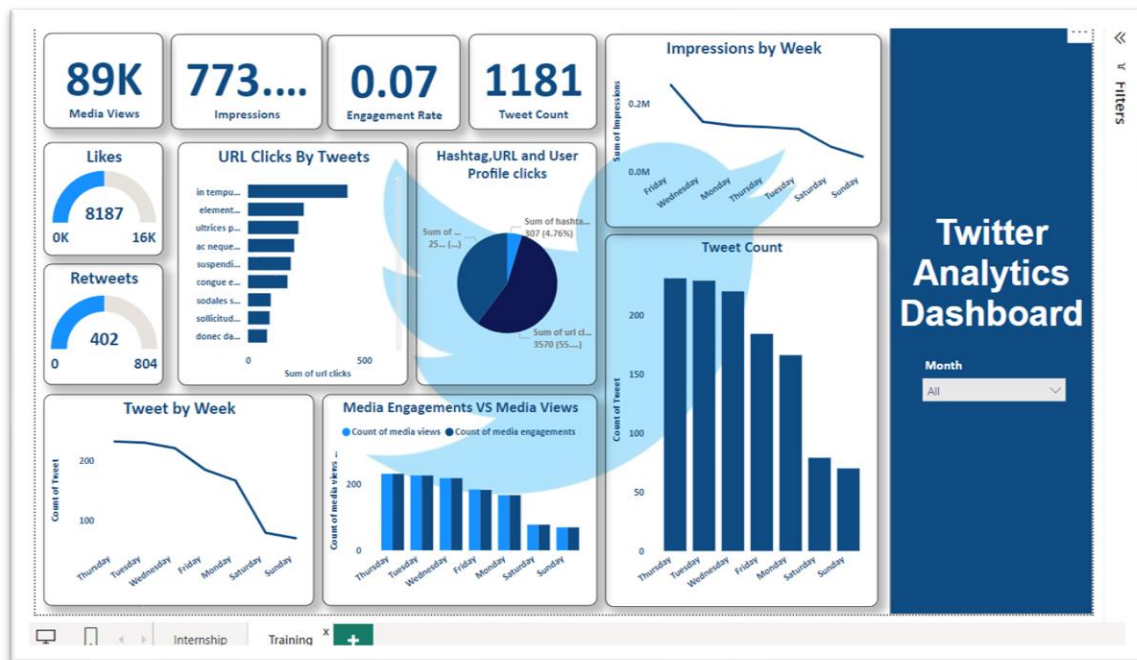 89K
Media Views
773....
Impressions
0.07
Engagement Rate
1181
Tweet Count
Impressions by Week
Sum of Impressions
0.2M
0.0M
Friday
Wednesday
Monday
Thursday
Tuesday
Saturday
Sunday
...
Filters
Likes
8187
0K
16K
URL Clicks By Tweets
in tempu...
element...
ultrices p...
ac neque...
suspendi...
congue e...
sodales s...
sollicitud...
donec da...
0
500
Sum of url clicks
Hashtag,URL and User
Profile clicks
Sum of hashta...
307 (4.76%)
Sum of ...
25... (...)
Sum of url cl...
3570 (55....)
Retweets
402
0
804
Tweet Count
Count of Tweet
200
150
100
50
0
Thursday
Tuesday
Wednesday
Friday
Monday
Saturday
Sunday
Twitter
Analytics
Dashboard
Month
All
Tweet by Week
Count of Tweet
200
100
Thursday
Tuesday
Wednesday
Friday
Monday
Saturday
Sunday
Media Engagements VS Media Views
Count of media views
Count of media engagements
Count of media views ...
200
0
Thursday
Tuesday
Wednesday
Friday
Monday
Saturday
Sunday
Internship
Training
x
+